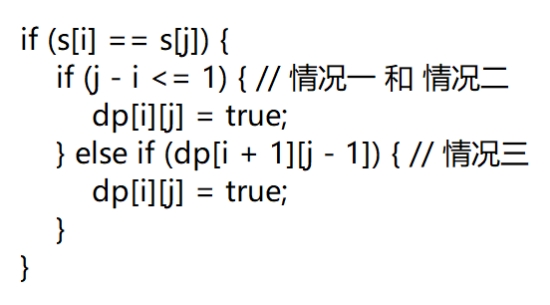 if (s[i] == s[j]) {
    if (j - i <= 1) { // 情况一 和 情况二
        dp[i][j] = true;
    } else if (dp[i + 1][j - 1]) { // 情况三
        dp[i][j] = true;
    }
}